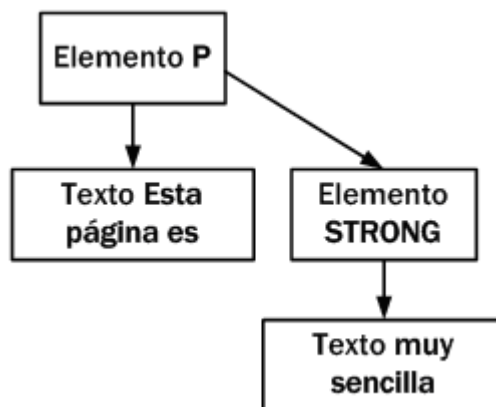 Elemento P
Texto Esta
página es
Elemento
STRONG
Texto muy
sencilla